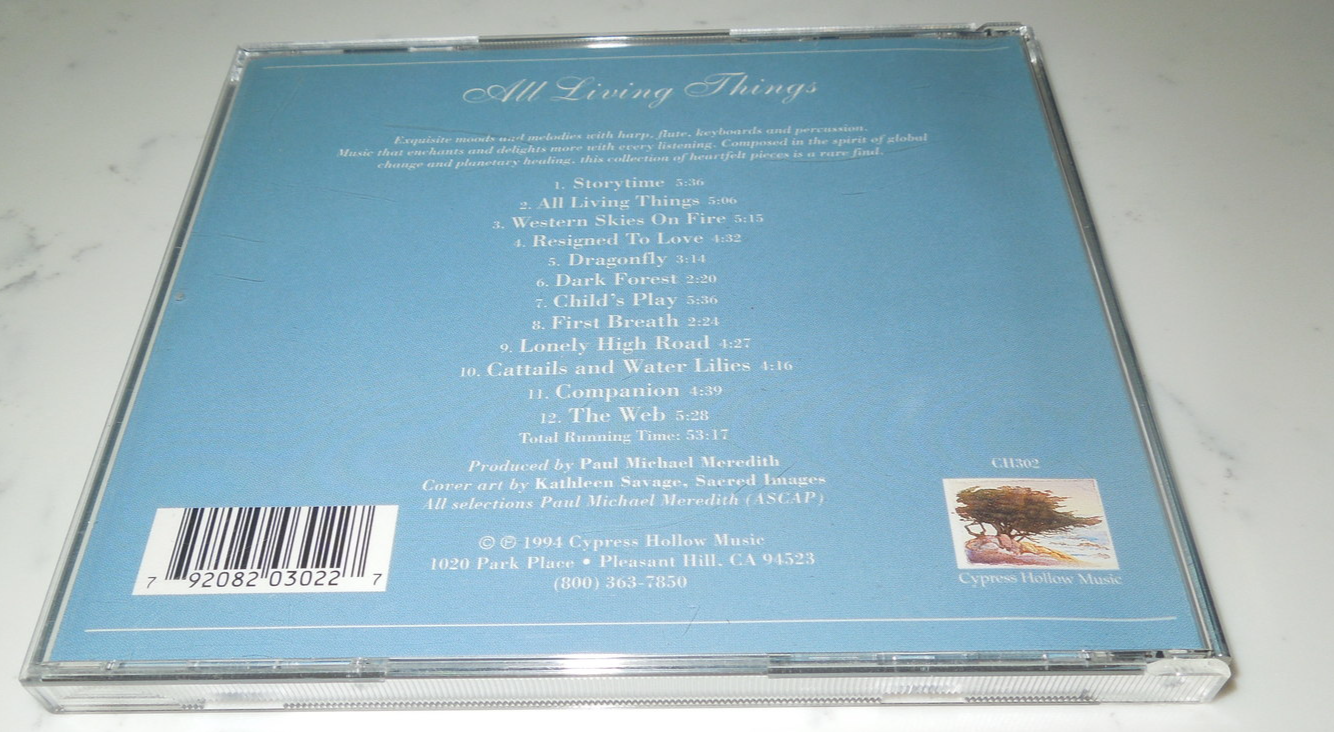 All Living Things
Exquisite moods and melodies with harp, flute, keyboards and percussion.
Music that enchants and delights more with every listening. Composed in the spirit of global
change and planetary healing, this collection of heartfelt pieces is a rare find.
1. Storytime 5:36
2. All Living Things 5:06
3. Western Skies On Fire 5:15
4. Resigned To Love 4:32
5. Dragonfly 3:14
6. Dark Forest 2:20
7. Child's Play 5:36
8. First Breath 2:24
9. Lonely High Road 4:27
10. Cattails and Water Lilies 4:16
11. Companion 4:39
12. The Web 5:28
Total Running Time: 53:17
Produced by Paul Michael Meredith
Cover art by Kathleen Savage, Sacred Images
All selections Paul Michael Meredith (ASCAP)
© ℗ 1994 Cypress Hollow Music
1020 Park Place • Pleasant Hill, CA 94523
(800) 363-7850
7 92082 03022 7
CH302
Cypress Hollow Music